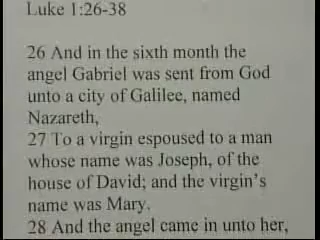 Luke 1:26-38
26 And in the sixth month the
angel Gabriel was sent from God
unto a city of Galilee, named
Nazareth,
27 To a virgin espoused to a man
whose name was Joseph, of the
house of David; and the virgin's
name was Mary.
28 And the angel came in unto her,